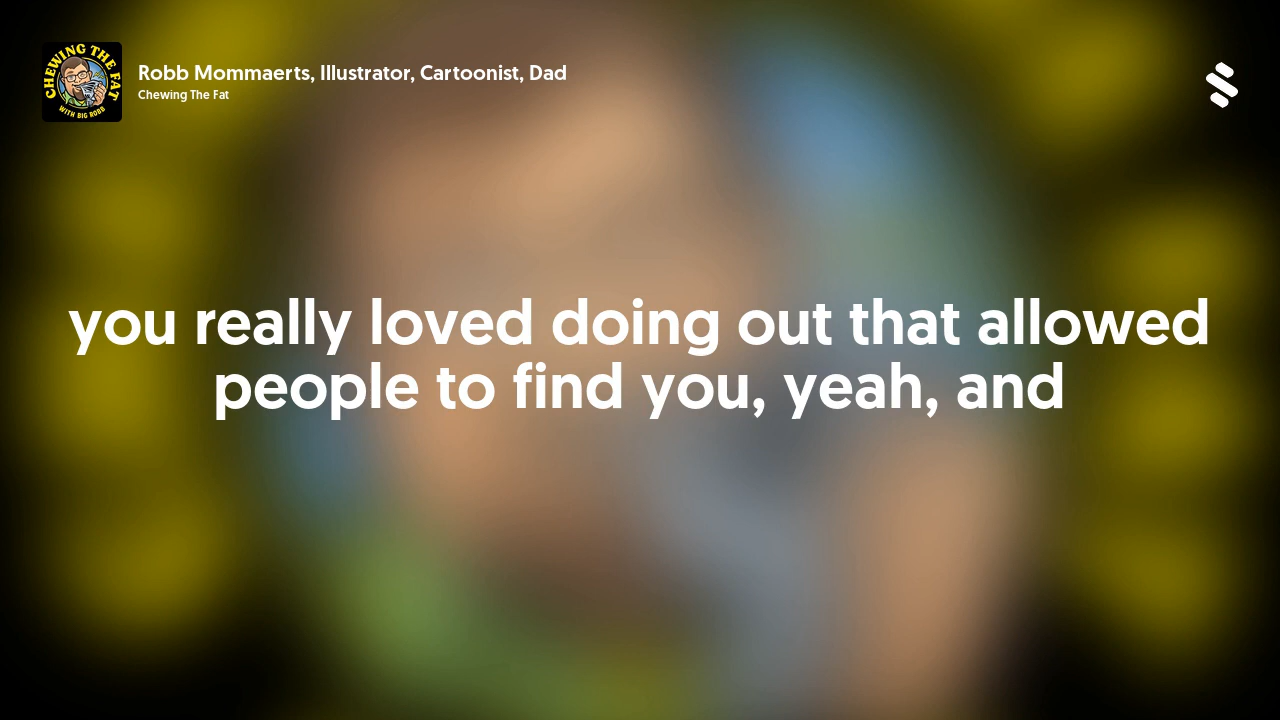 CHEWING THE FAT
WITH BIG ROBB
Robb Mommaerts, Illustrator, Cartoonist, Dad
Chewing The Fat
you really loved doing out that allowed
people to find you, yeah, and